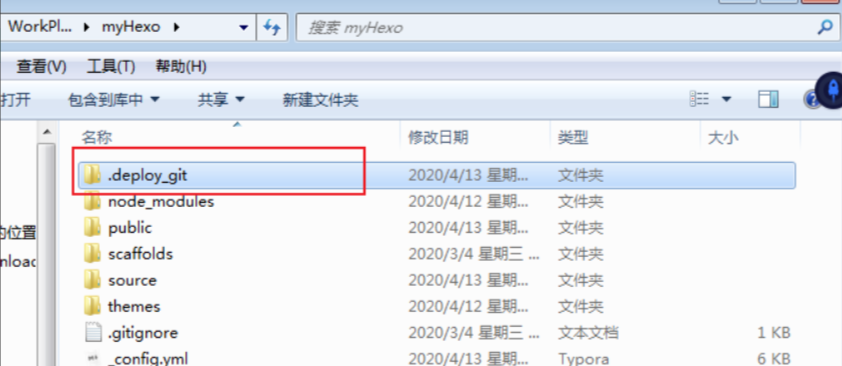 WorkPl... myHexo 搜索 myHexo
查看(V) 工具(T) 帮助(H)
打开 包含到库中 共享 新建文件夹
名称 修改日期 类型 大小
.deploy_git 2020/4/13 星期... 文件夹
node_modules 2020/4/12 星期... 文件夹
public 2020/4/13 星期... 文件夹
的位置
scaffolds 2020/3/4 星期三 ... 文件夹
nload
source 2020/4/13 星期... 文件夹
themes 2020/4/12 星期... 文件夹
.gitignore 2020/3/4 星期三 ... 文本文档 1 KB
_config.yml 2020/4/13 星期... Typora 6 KB